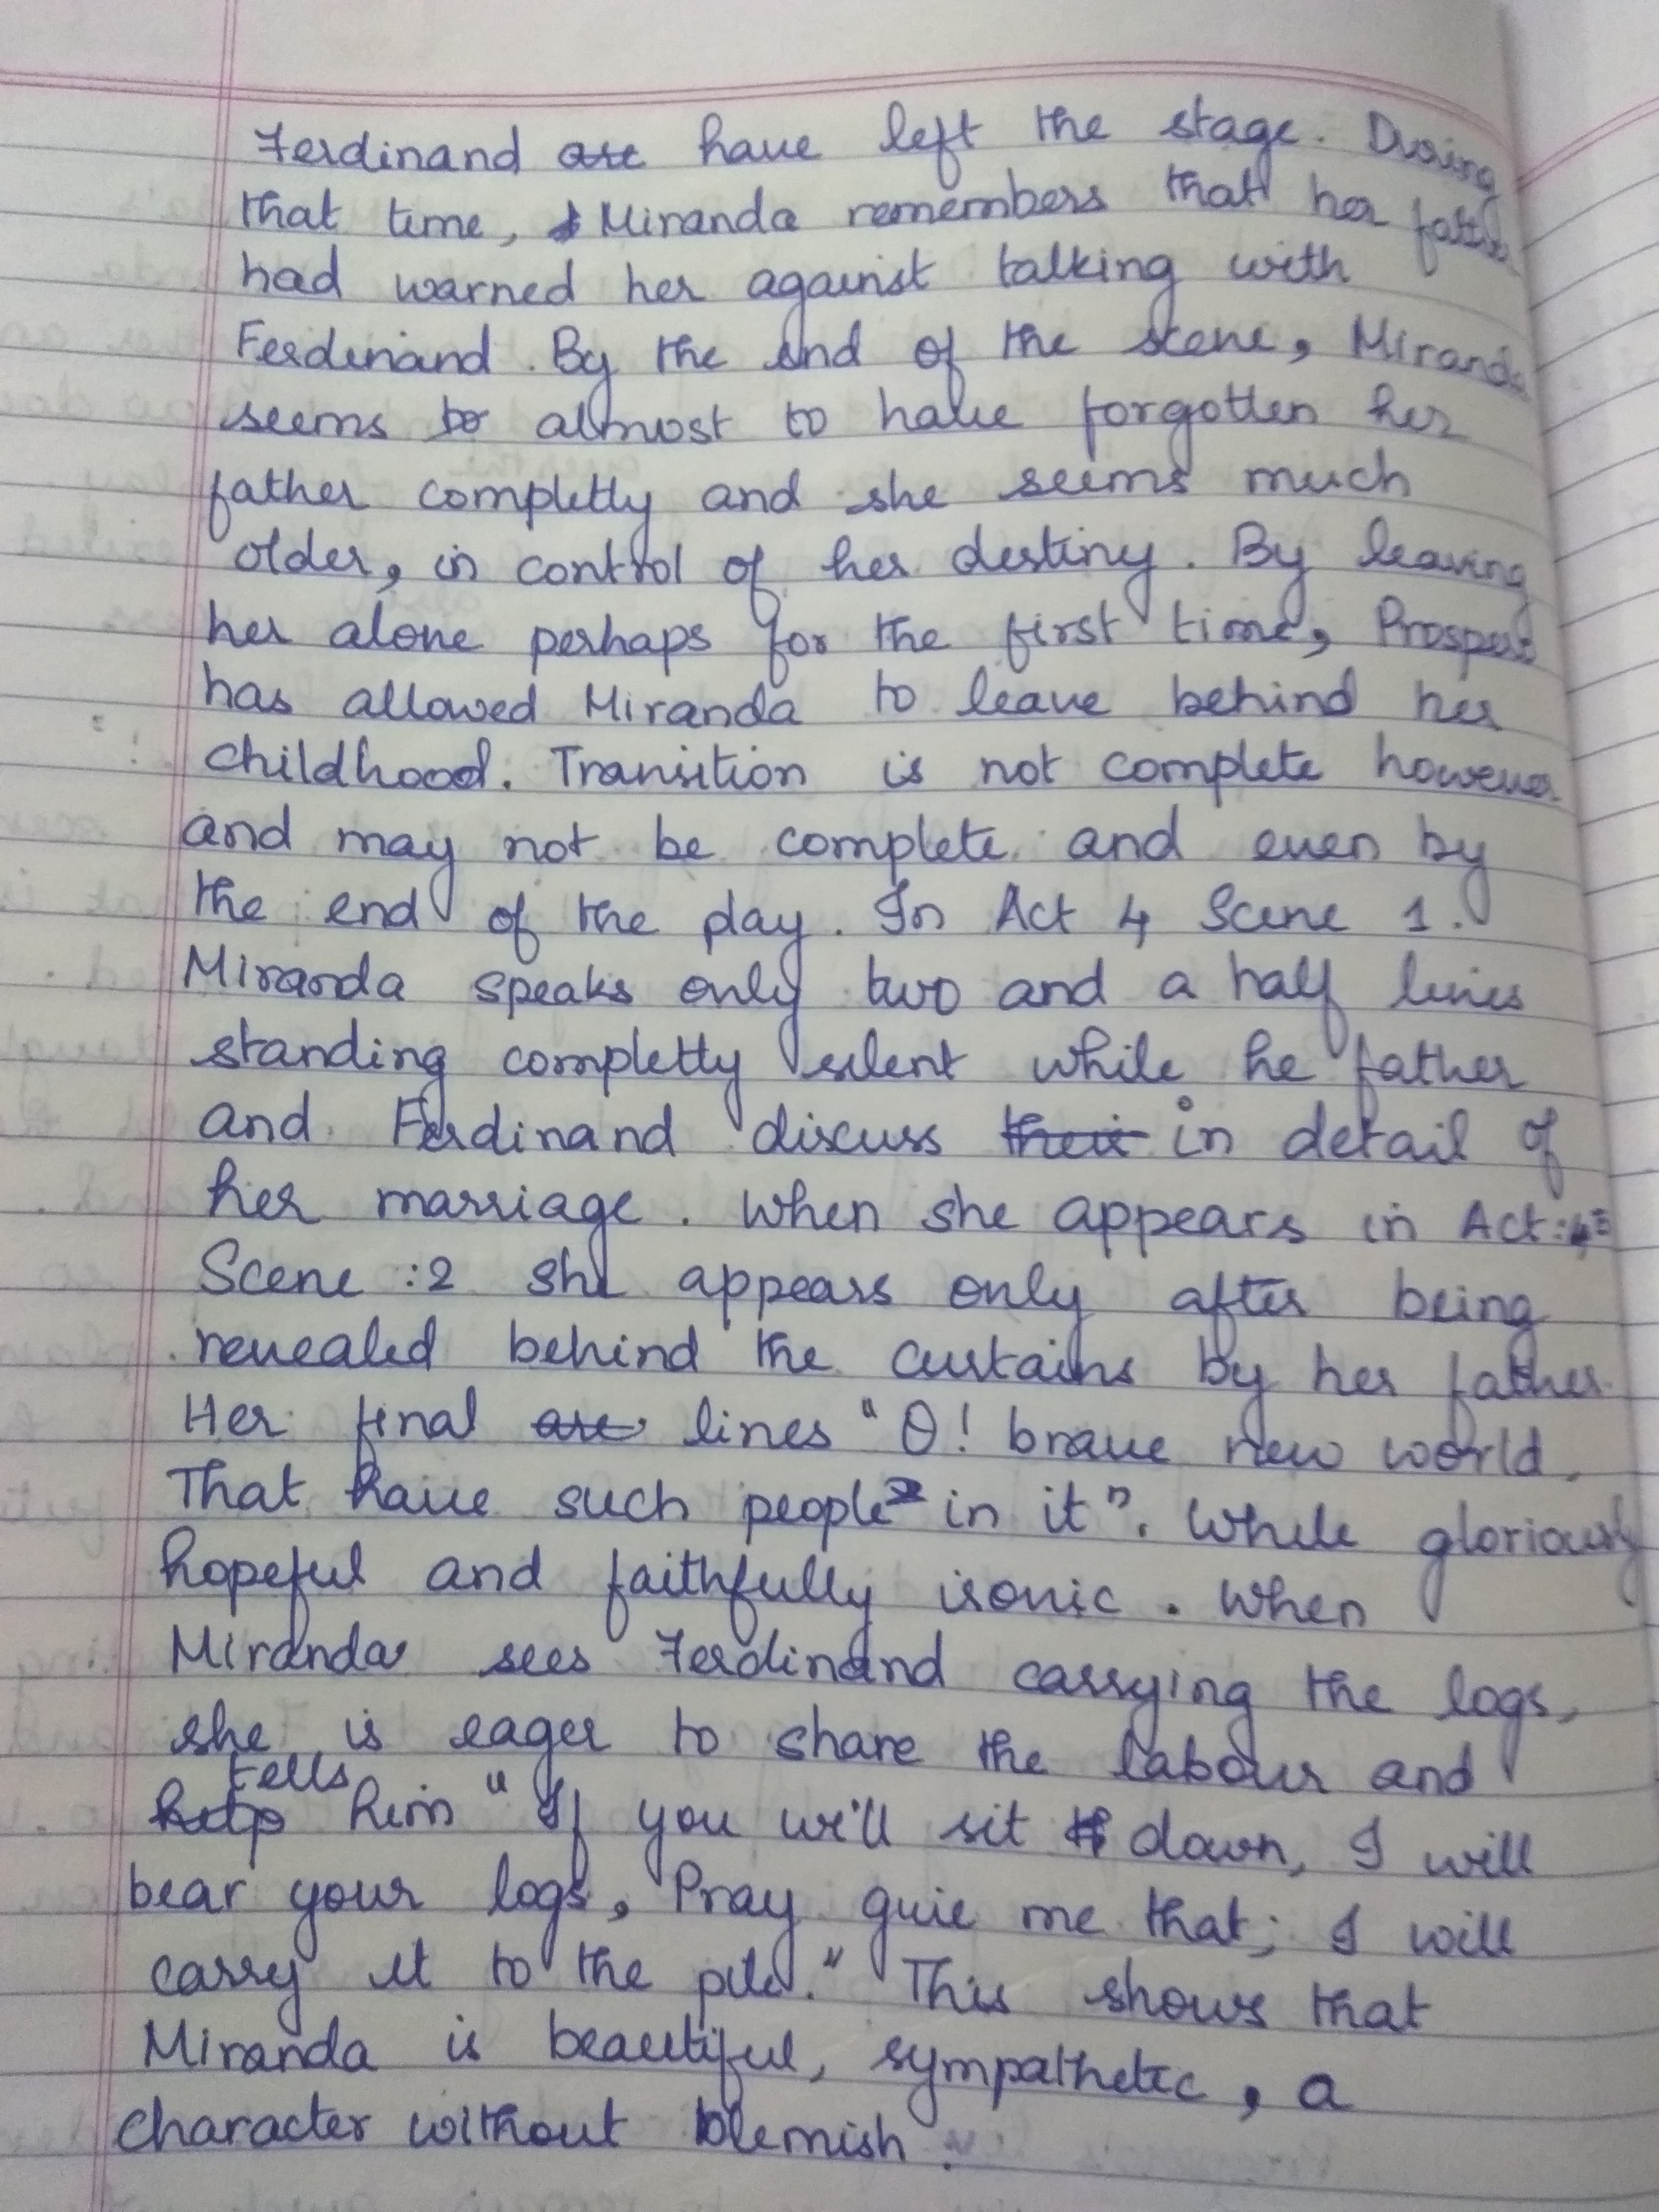 Ferdinand are have left the stage. During
that time, Miranda remembers that her father
had warned her against talking with
Ferdinand. By the end of the scene, Miranda
seems to almost to have forgotten her
father completly and she seems much
older, in control of her destiny. By leaving
her alone perhaps for the first time, Prospero
has allowed Miranda to leave behind her
childhood. Transition is not complete however
and may not be complete and even by
the end of the day. In Act 4 Scene 1.
Miranda speaks only two and a half lines
standing completly silent while he father
and Ferdinand discuss their in detail of
her marriage. When she appears in Act:
Scene :2 she appears only after being
revealed behind the curtains by her father.
Her final are lines "O! brave new world.
That have such people in it". While gloriously
hopeful and faithfully ironic. When
Miranda sees Ferdinand carrying the logs,
she is eager to share the labour and
tells him "If you we'll sit down, I will
bear your logs, Pray give me that; I will
carry it to the pile." This shows that
Miranda is beautiful, sympathetic, a
character without blemish.